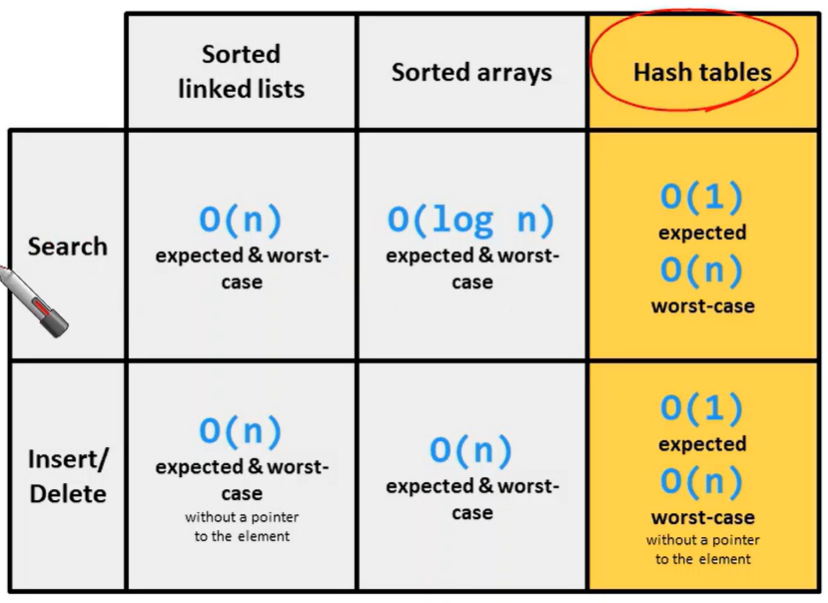 Sorted
linked lists
Sorted arrays
Hash tables
Search
O(n)
expected & worst-
case
O(log n)
expected & worst-
case
O(1)
expected
O(n)
worst-case
Insert/
Delete
O(n)
expected & worst-
case
without a pointer
to the element
O(n)
expected & worst-
case
O(1)
expected
O(n)
worst-case
without a pointer
to the element